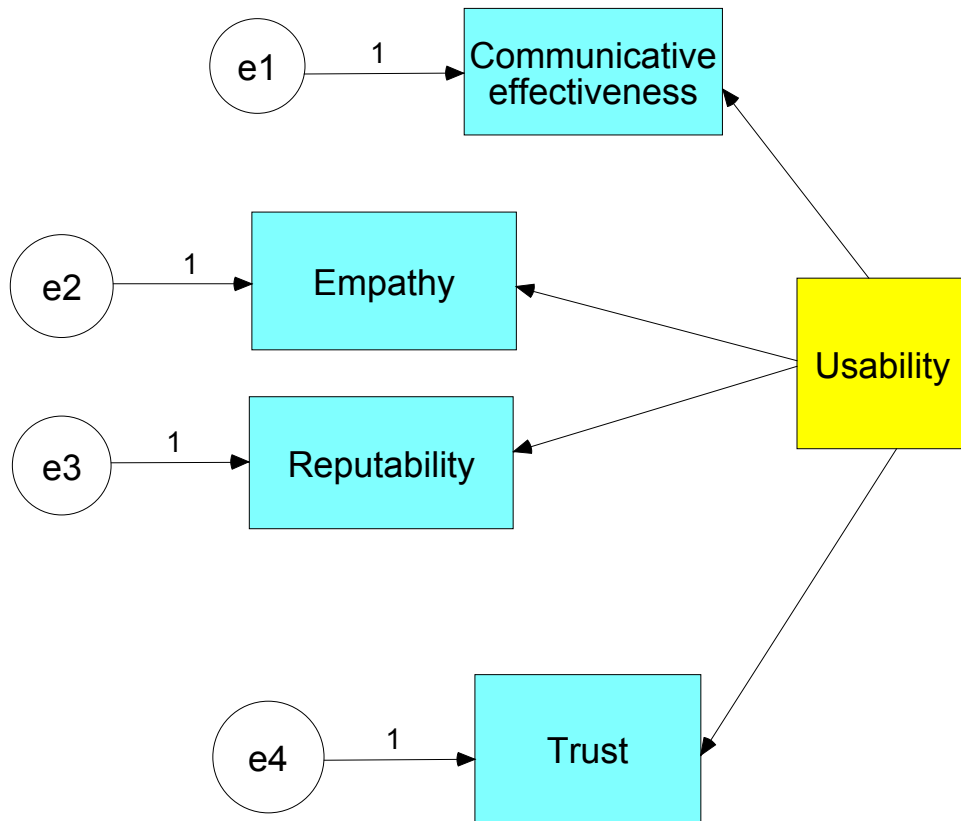 e1
1
Communicative
effectiveness
e2
1
Empathy
Usability
e3
1
Reputability
e4
1
Trust